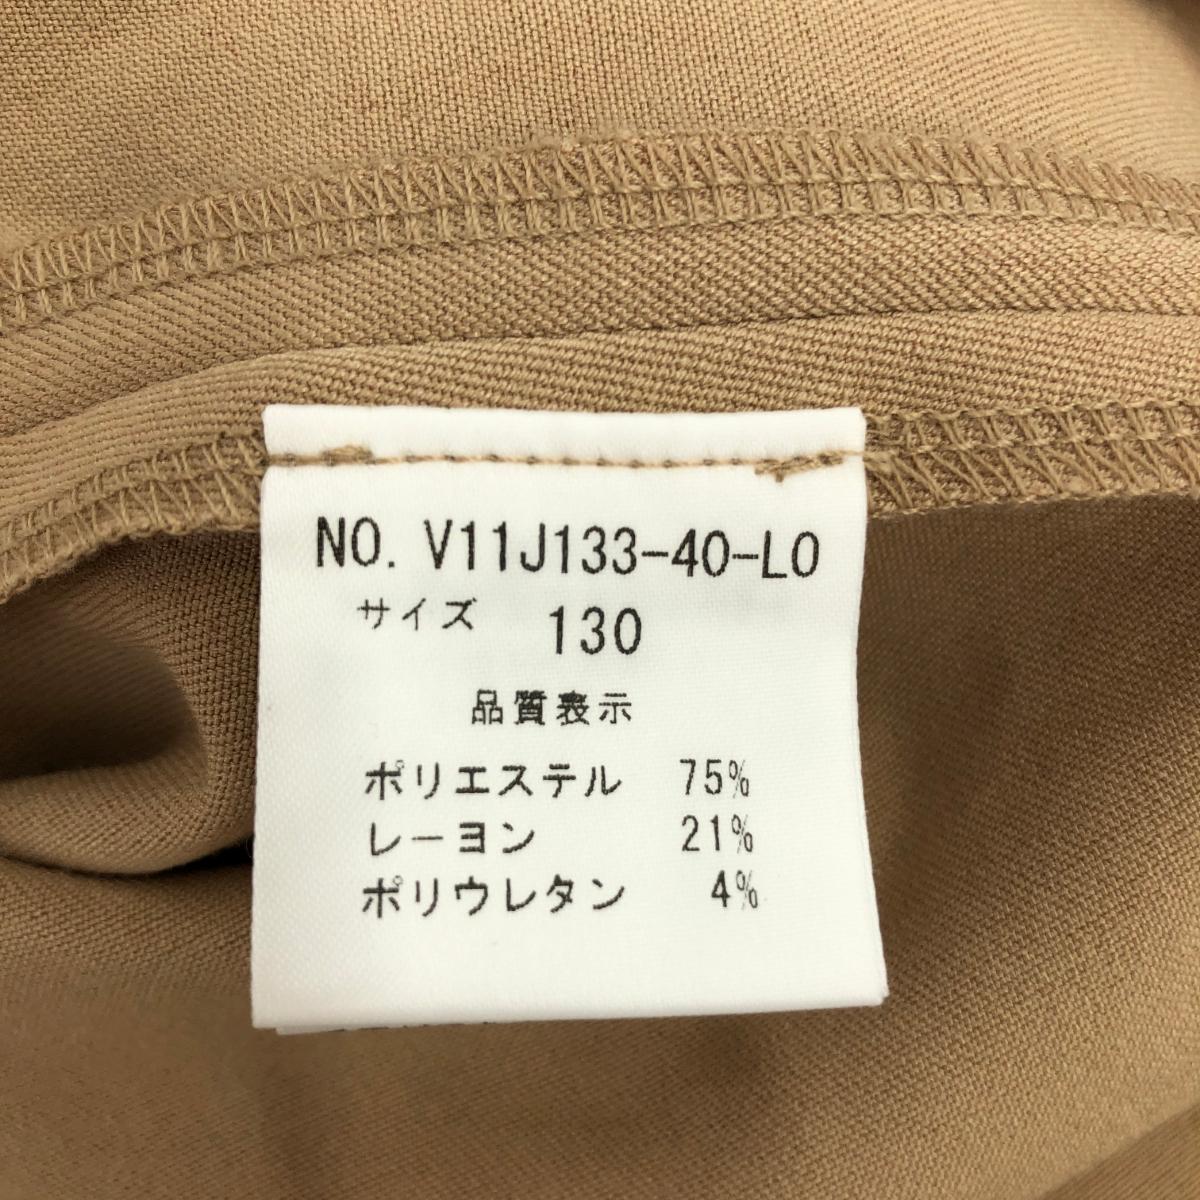 NO. V11J133-40-LO
サイズ 130
品質表示
ポリエステル 75%
レーヨン 21%
ポリウレタン 4%